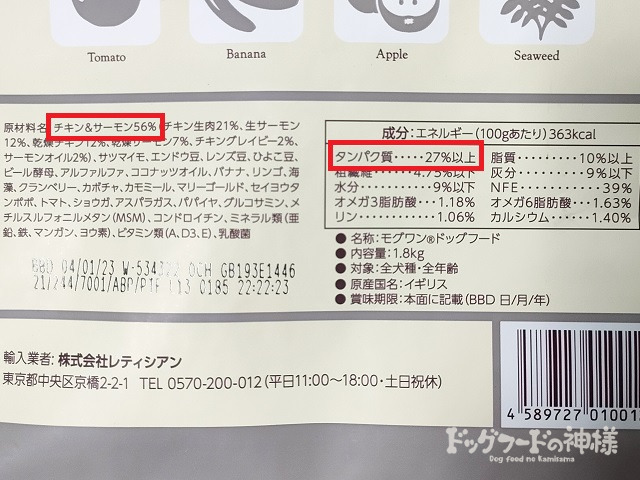 Tomato
Banana
Apple
Seaweed
原材料名 チキン&サーモン56%(チキン生肉21%、生サーモン
12%、乾燥チキン12%、乾燥サーモン7%、チキングレイビー2%、
サーモンオイル2%)、サツマイモ、エンドウ豆、レンズ豆、ひよこ豆、
ビール酵母、アルファルファ、ココナッツオイル、バナナ、リンゴ、海
藻、クランベリー、カボチャ、カモミール、マリーゴールド、セイヨウタ
ンポポ、トマト、ショウガ、アスパラガス、パパイヤ、グルコサミン、メ
チルスルフォニルメタン(MSM)、コンドロイチン、ミネラル類(亜
鉛、鉄、マンガン、ヨウ素)、ビタミン類(A、D3、E)、乳酸菌
BBD 04/01/23 GB193E1446
0185 22:22:23
成分:エネルギー(100gあたり)363kcal
タンパク質・・・・・27%以上 脂質・・・・・・・・・10%以上
粗繊維・・・・・・・4.75%以下 灰分・・・・・・・・・・9%以下
水分・・・・・・・・・・9%以下 NFE・・・・・・・・・・・39%
オメガ3脂肪酸・・・1.18% オメガ6脂肪酸・・1.63%
リン・・・・・・・・・・・1.06% カルシウム・・・・・1.40%
● 名称:モグワン®ドッグフード
● 内容量:1.8kg
● 対象:全犬種・全年齢
● 原産国名:イギリス
● 賞味期限:本面に記載(BBD 日/月/年)
輸入業者:株式会社レティシアン
東京都中央区京橋2-2-1 TEL 0570-200-012(平日11:00〜18:00・土日祝休)
4 589727 01001
ドッグフードの神様
Dog food no Kamisama